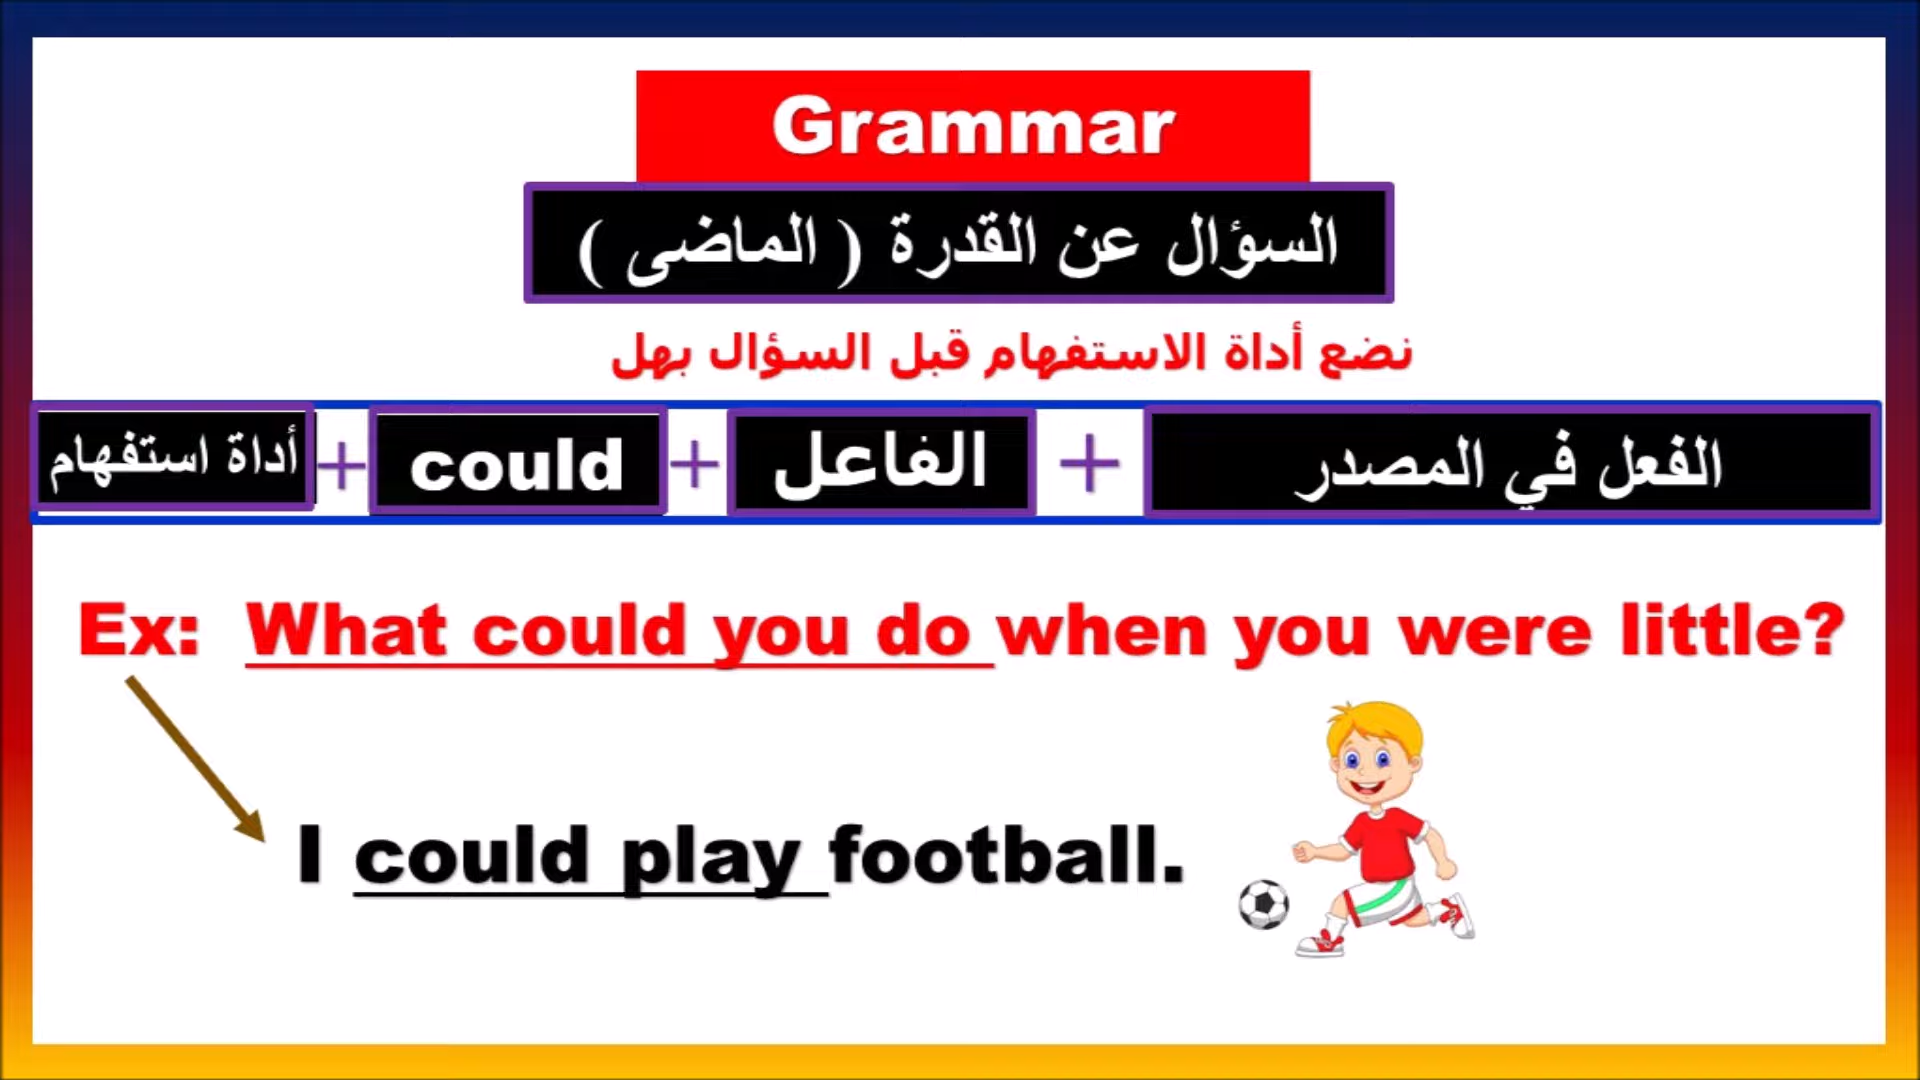 Grammar
السؤال عن القدرة ( الماضى )
نضع أداة الاستفهام قبل السؤال بهل
أداة استفهام + could + الفاعل + الفعل في المصدر
Ex: What could you do when you were little?
I could play football.